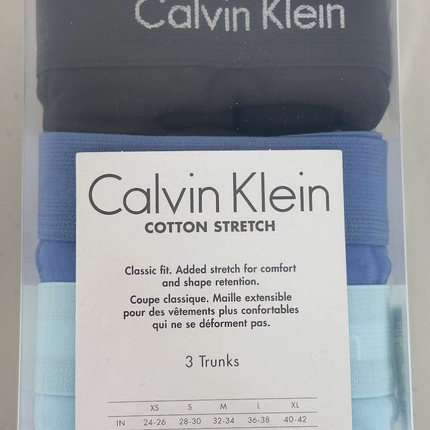 Calvin Klein
Calvin Klein
COTTON STRETCH
Classic fit. Added stretch for comfort
and shape retention.
Coupe classique. Maille extensible
pour des vêtements plus confortables
qui ne se déforment pas.
3 Trunks
XS S M L XL
IN 24-26 28-30 32-34 36-38 40-42